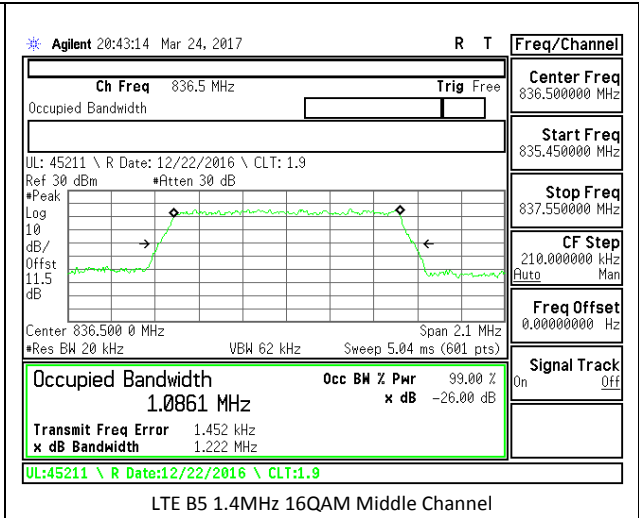 Agilent 20:43:14 Mar 24, 2017 R T Freq/Channel
Ch Freq 836.5 MHz Trig Free
Occupied Bandwidth
Center Freq
836.500000 MHz
Start Freq
835.450000 MHz
UL: 45211 \ R Date: 12/22/2016 \ CLT: 1.9
Ref 30 dBm #Atten 30 dB
#Peak
Log
10
dB/
Offst
11.5
dB
Stop Freq
837.550000 MHz
CF Step
210.000000 kHz
Auto Man
Freq Offset
0.00000000 Hz
Center 836.500 0 MHz Span 2.1 MHz
#Res BW 20 kHz VBW 62 kHz Sweep 5.04 ms (601 pts)
Signal Track
On Off
Occupied Bandwidth Occ BW % Pwr 99.00 %
1.0861 MHz x dB -26.00 dB
Transmit Freq Error 1.452 kHz
x dB Bandwidth 1.222 MHz
UL:45211 \ R Date:12/22/2016 \ CLT:1.9
LTE B5 1.4MHz 16QAM Middle Channel